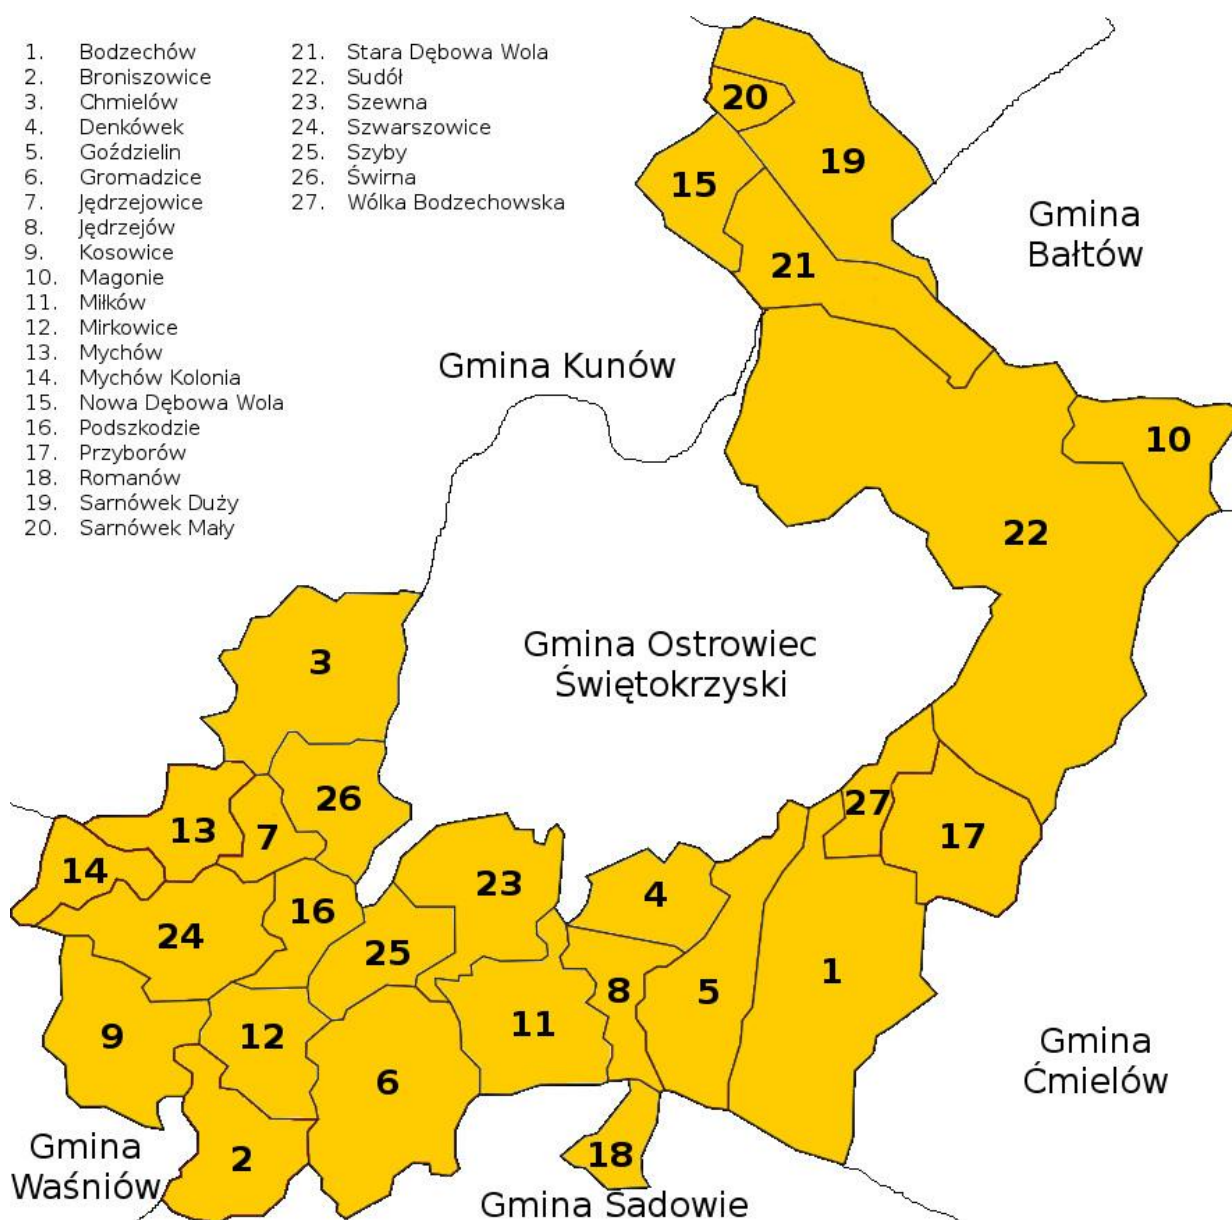 1. Bodzechów
2. Broniszowice
3. Chmielów
4. Denkówek
5. Goździelin
6. Gromadzice
7. Jędrzejowice
8. Jędrzejów
9. Kosowice
10. Magonie
11. Miłków
12. Mirkowice
13. Mychów
14. Mychów Kolonia
15. Nowa Dębowa Wola
16. Podszkodzie
17. Przyborów
18. Romanów
19. Sarnówek Duży
20. Sarnówek Mały
21. Stara Dębowa Wola
22. Sudół
23. Szewna
24. Szwarszowice
25. Szyby
26. Świrna
27. Wólka Bodzechowska
20
19
15
21
Gmina
Bałtów
Gmina Kunów
10
22
Gmina Ostrowiec
Świętokrzyski
3
26
13
7
14
27
17
23
4
16
24
25
8
5
1
9
12
11
6
Gmina
Ćmielów
2
18
Gmina
Waśniów
Gmina Sadowie